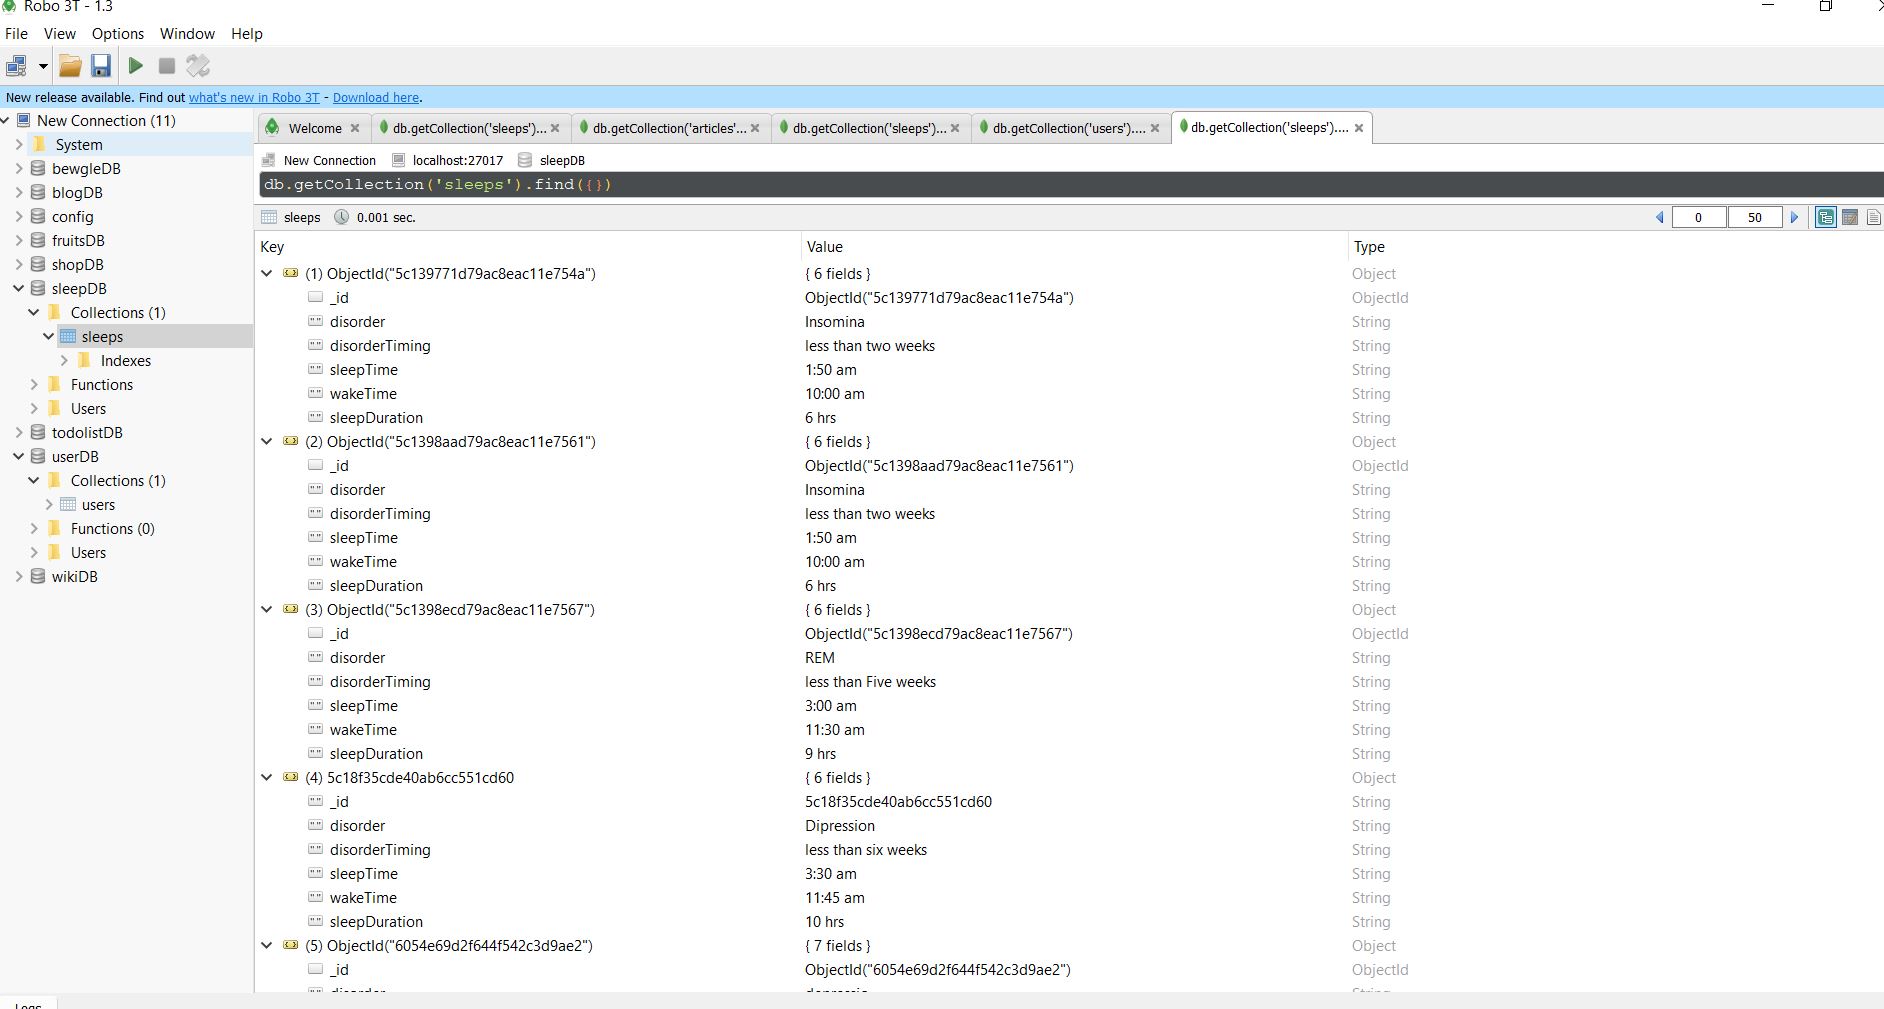 Robo 3T - 1.3
File View Options Window Help
New release available. Find out what's new in Robo 3T - Download here.
New Connection (11)
System
bewgleDB
blogDB
config
fruitsDB
shopDB
sleepDB
Collections (1)
sleeps
Indexes
Functions
Users
todolistDB
userDB
Collections (1)
users
Functions (0)
Users
wikiDB
Welcome db.getCollection('sleeps')... db.getCollection('articles'... db.getCollection('sleeps')... db.getCollection('users').... db.getCollection('sleeps')....
New Connection localhost:27017 sleepDB
db.getCollection('sleeps').find({})
sleeps 0.001 sec. 0 50
Key Value Type
(1) ObjectId("5c139771d79ac8eac11e754a") { 6 fields } Object
_id ObjectId("5c139771d79ac8eac11e754a") ObjectId
disorder Insomina String
disorderTiming less than two weeks String
sleepTime 1:50 am String
wakeTime 10:00 am String
sleepDuration 6 hrs String
(2) ObjectId("5c1398aad79ac8eac11e7561") { 6 fields } Object
_id ObjectId("5c1398aad79ac8eac11e7561") ObjectId
disorder Insomina String
disorderTiming less than two weeks String
sleepTime 1:50 am String
wakeTime 10:00 am String
sleepDuration 6 hrs String
(3) ObjectId("5c1398ecd79ac8eac11e7567") { 6 fields } Object
_id ObjectId("5c1398ecd79ac8eac11e7567") ObjectId
disorder REM String
disorderTiming less than Five weeks String
sleepTime 3:00 am String
wakeTime 11:30 am String
sleepDuration 9 hrs String
(4) 5c18f35cde40ab6cc551cd60 { 6 fields } Object
_id 5c18f35cde40ab6cc551cd60 String
disorder Dipression String
disorderTiming less than six weeks String
sleepTime 3:30 am String
wakeTime 11:45 am String
sleepDuration 10 hrs String
(5) ObjectId("6054e69d2f644f542c3d9ae2") { 7 fields } Object
_id ObjectId("6054e69d2f644f542c3d9ae2") ObjectId